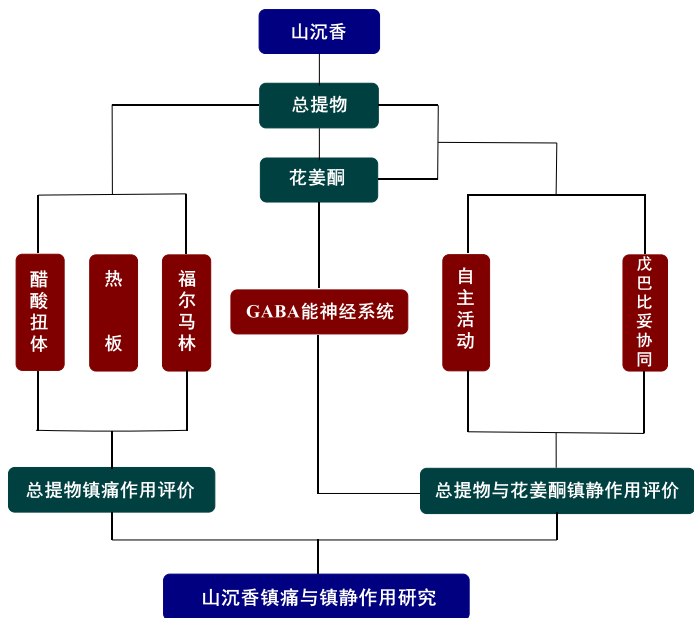 山沉香
总提物
花姜酮
醋酸扭体
热板
福尔马林
GABA能神经系统
自主活动
戊巴比妥协同
总提物镇痛作用评价
总提物与花姜酮镇静作用评价
山沉香镇痛与镇静作用研究